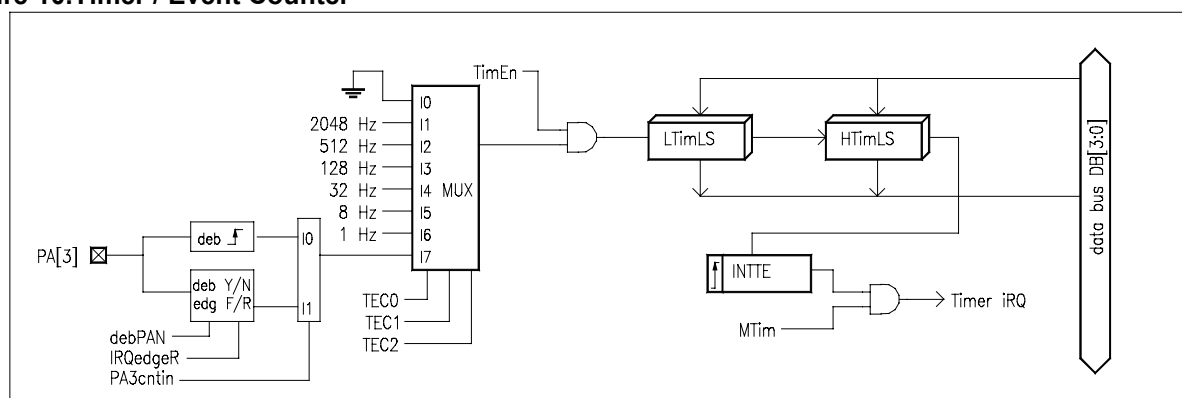 Timer / Event Counter
TimEn
I0
2048 Hz I1
512 Hz I2
128 Hz I3
32 Hz I4 MUX
8 Hz I5
1 Hz I6
I7
LTimLS
HTimLS
data bus DB[3:0]
PA[3]
deb
I0
deb Y/N
edg F/R
I1
debPAN
IRQedgeR
PA3cntin
TEC0
TEC1
TEC2
INTTE
MTim
Timer iRQ